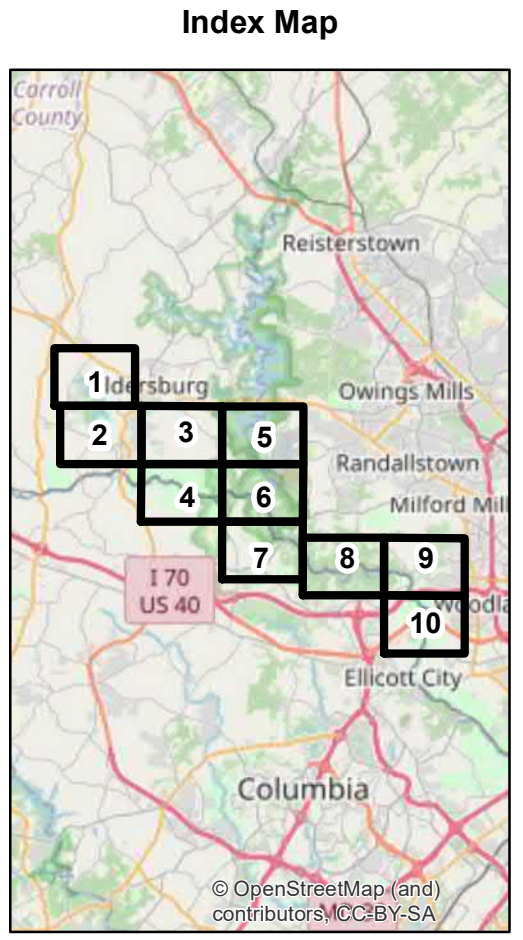 Index Map
Carroll
County
Reisterstown
1
ldersburg
Owings Mills
2
3
5
Randallstown
4
6
Milford Mill
7
8
9
I 70
US 40
Woodla
10
Ellicott City
Columbia
© OpenStreetMap (and)
contributors, CC-BY-SA